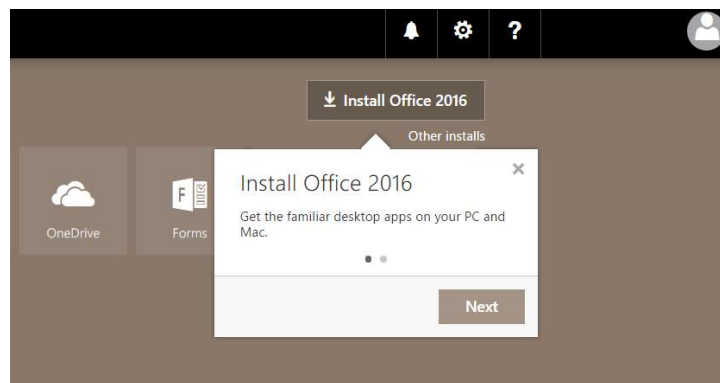 ?
Install Office 2016
Other installs
Install Office 2016
Get the familiar desktop apps on your PC and
Mac.
OneDrive
F
Forms
Next